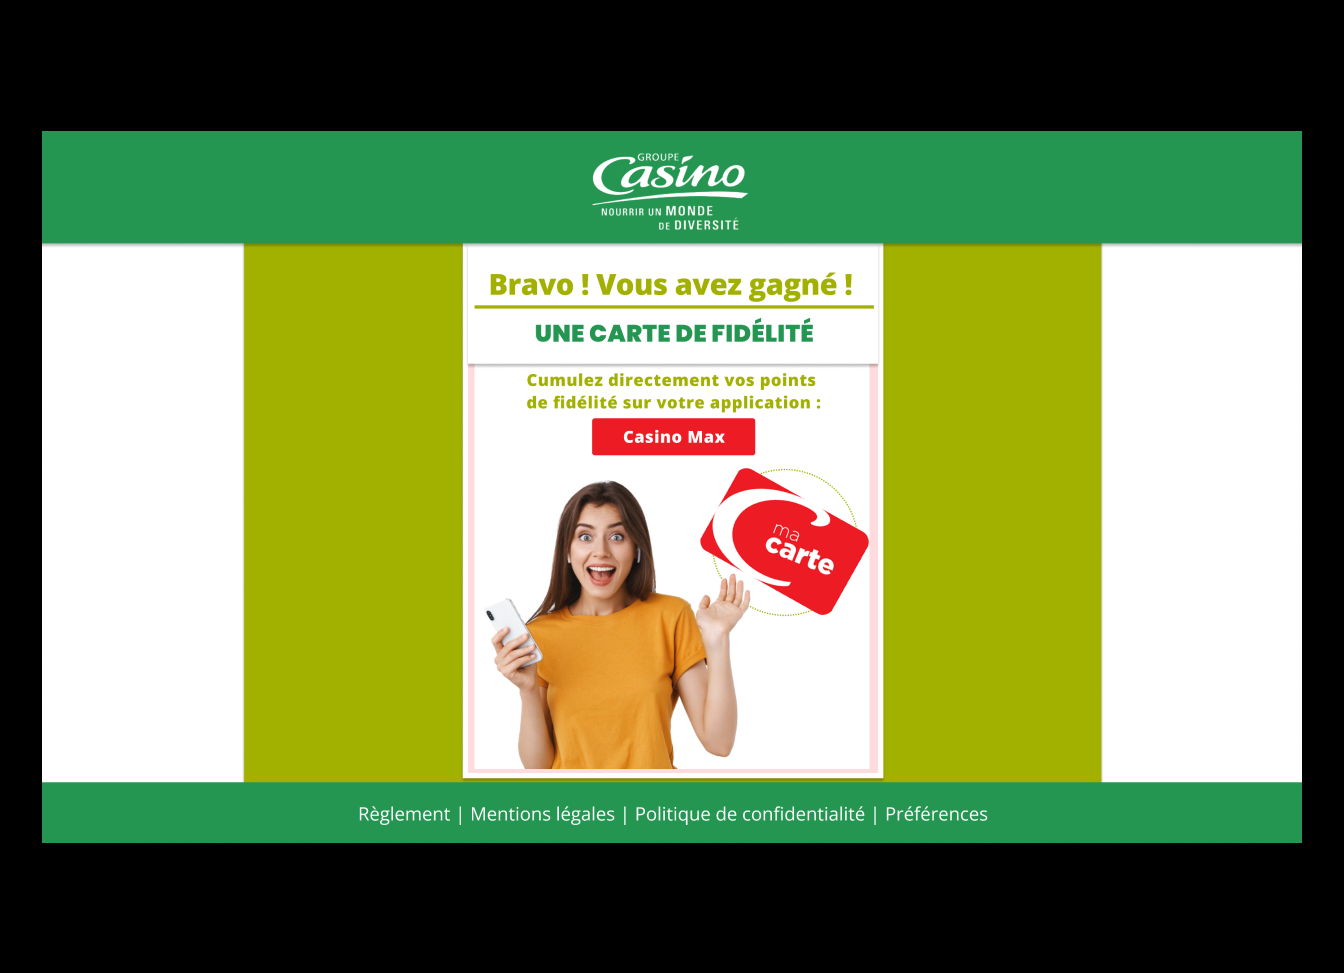 GROUPE
Casino
NOURRIR UN MONDE
DE DIVERSITÉ
Bravo ! Vous avez gagné !
UNE CARTE DE FIDÉLITÉ
Cumulez directement vos points
de fidélité sur votre application :
Casino Max
ma
carte
Règlement | Mentions légales | Politique de confidentialité | Préférences